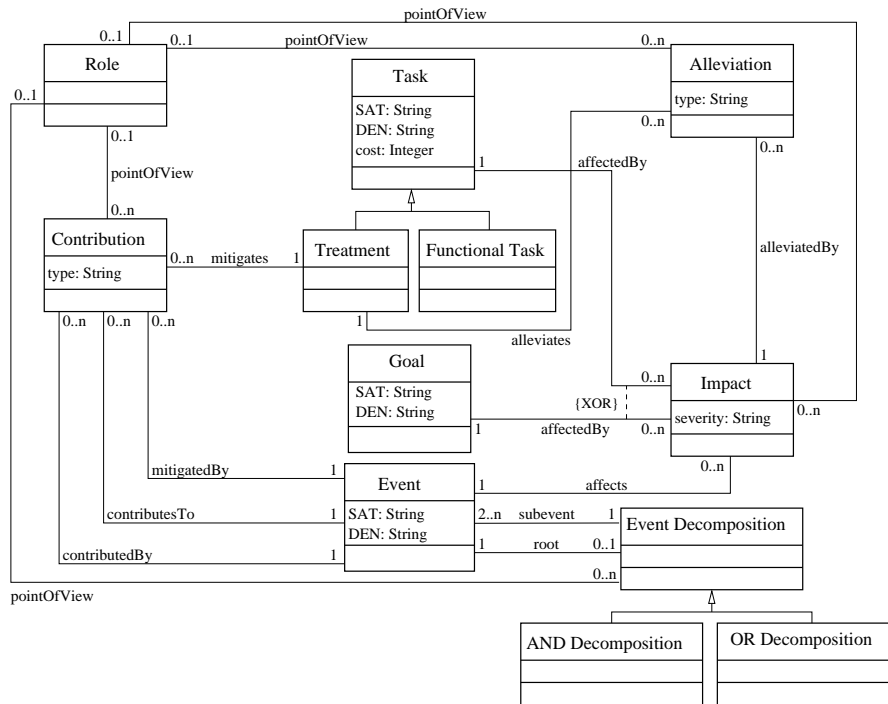 pointOfView
0..1
0..1
pointOfView
0..n
Role
Alleviation
Task
type: String
0..1
0..n
SAT: String
DEN: String
cost: Integer
0..1
0..n
1
affectedBy
pointOfView
0..n
Contribution
Treatment
Functional Task
alleviatedBy
0..n
mitigates
1
type: String
0..n
0..n
0..n
1
alleviates
Goal
1
SAT: String
DEN: String
0..n
Impact
{XOR}
0..n
severity: String
1
affectedBy
0..n
0..n
mitigatedBy
1
Event
1
affects
SAT: String
DEN: String
2..n
subevent
1
Event Decomposition
contributesTo
1
1
root
0..1
contributedBy
1
0..n
pointOfView
AND Decomposition
OR Decomposition